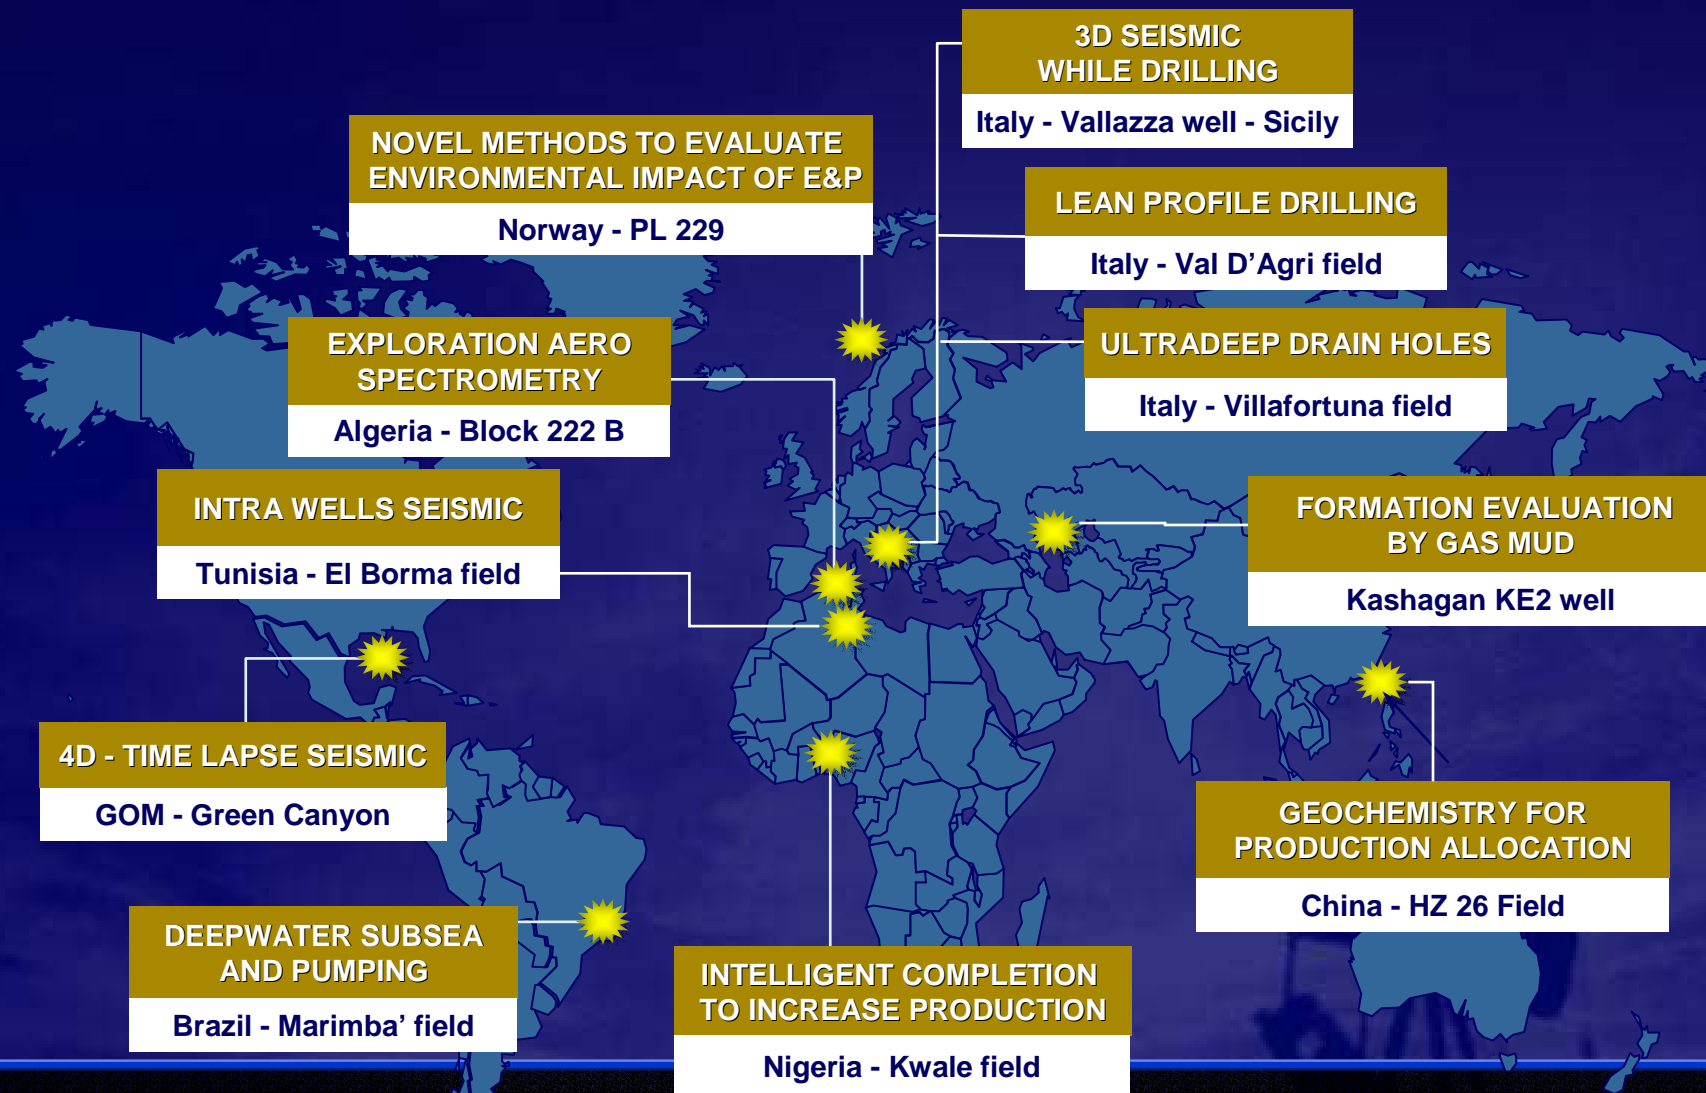 3D SEISMIC
WHILE DRILLING
Italy - Vallazza well - Sicily
NOVEL METHODS TO EVALUATE
ENVIRONMENTAL IMPACT OF E&P
Norway - PL 229
LEAN PROFILE DRILLING
Italy - Val D'Agri field
EXPLORATION AERO
SPECTROMETRY
Algeria - Block 222 B
ULTRADEEP DRAIN HOLES
Italy - Villafortuna field
INTRA WELLS SEISMIC
Tunisia - El Borma field
FORMATION EVALUATION
BY GAS MUD
Kashagan KE2 well
4D - TIME LAPSE SEISMIC
GOM - Green Canyon
GEOCHEMISTRY FOR
PRODUCTION ALLOCATION
China - HZ 26 Field
DEEPWATER SUBSEA
AND PUMPING
Brazil - Marimba' field
INTELLIGENT COMPLETION
TO INCREASE PRODUCTION
Nigeria - Kwale field